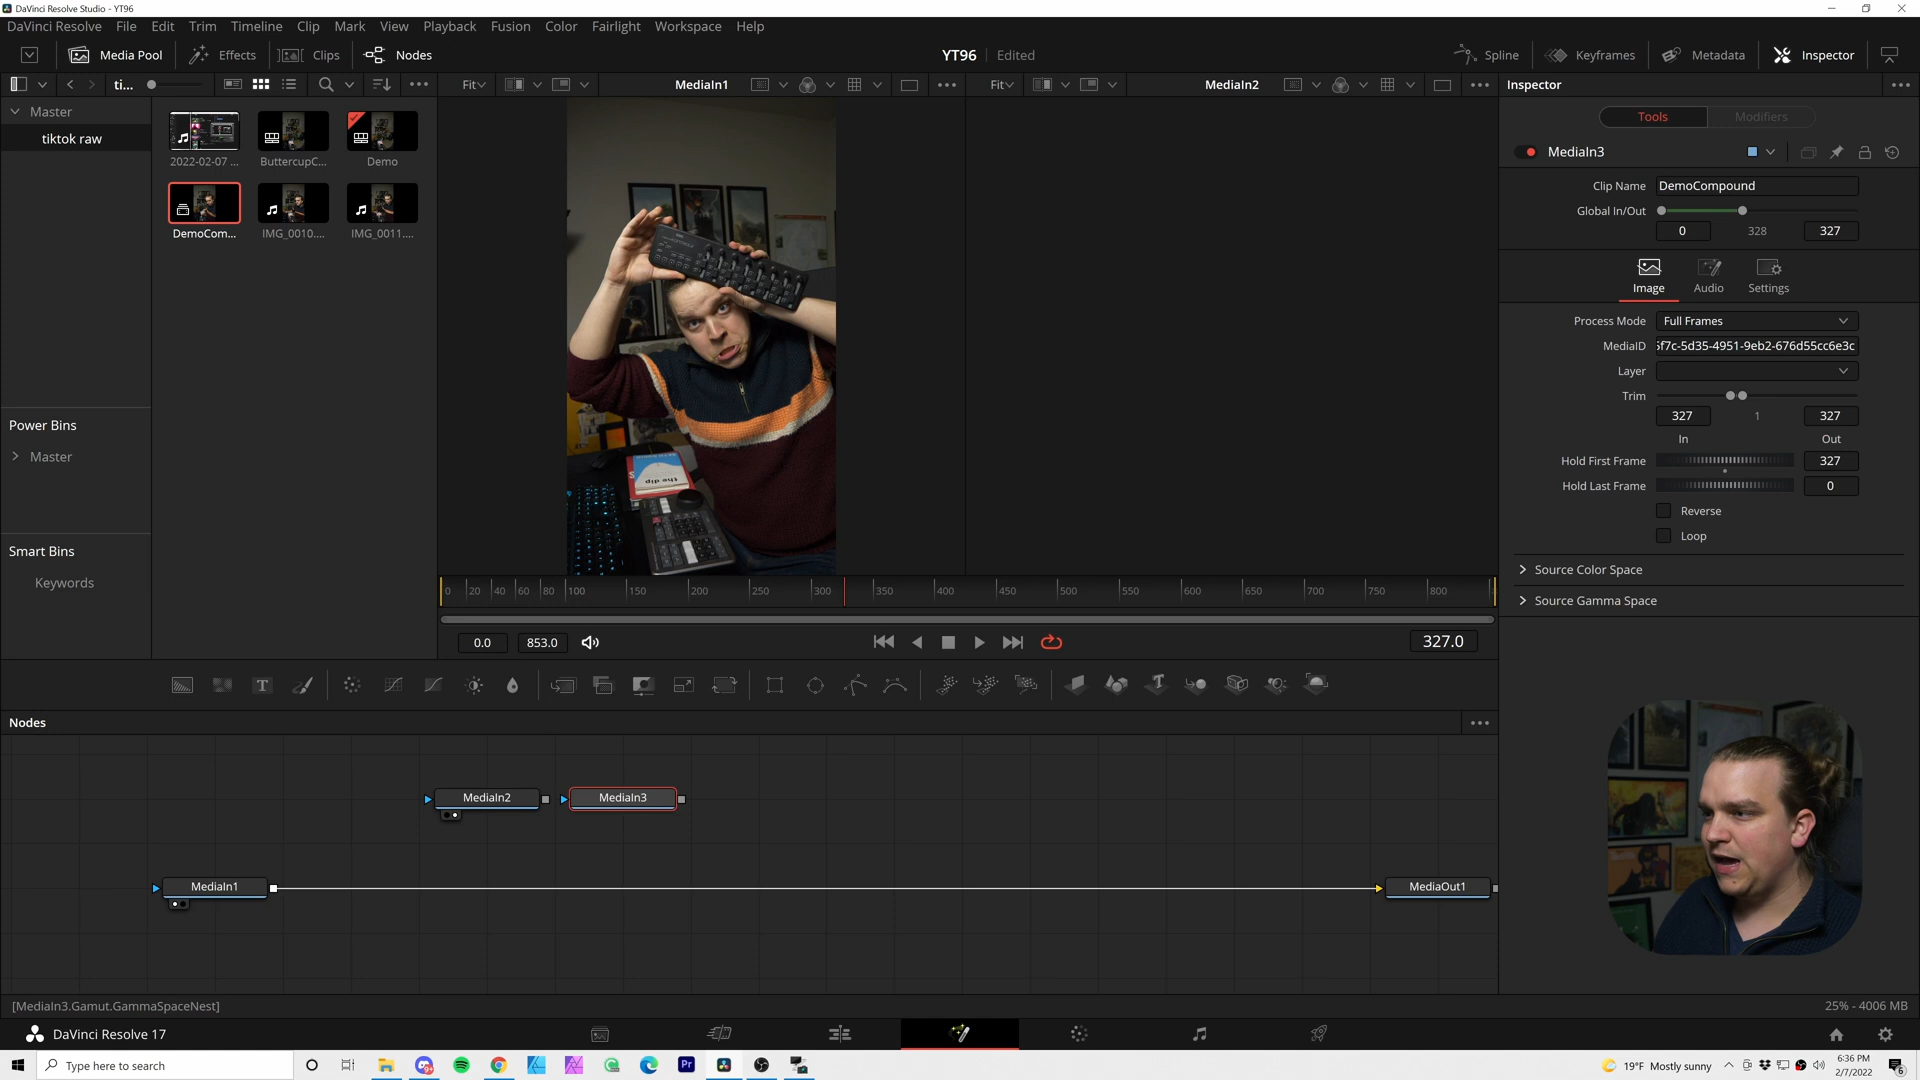 DaVinci Resolve Studio - YT96
DaVinci Resolve File Edit Trim Timeline Clip Mark View Playback Fusion Color Fairlight Workspace Help
Media Pool Effects Clips Nodes YT96 Edited Spline Keyframes Metadata Inspector
ti... Fit MediaIn1 Fit MediaIn2 Inspector
Master
tiktok raw
2022-02-07 ... ButtercupC... Demo
DemoCom... IMG_0010.... IMG_0011....
Power Bins
Master
Smart Bins
Keywords
the dip
0 20 40 60 80 100 150 200 250 300 350 400 450 500 550 600 650 700 750 800
0.0 853.0 327.0
Tools Modifiers
MediaIn3
Clip Name DemoCompound
Global In/Out
0 328 327
Image Audio Settings
Process Mode Full Frames
MediaID 5f7c-5d35-4951-9eb2-676d55cc6e3c
Layer
Trim
327 1 327
In Out
Hold First Frame 327
Hold Last Frame 0
Reverse
Loop
Source Color Space
Source Gamma Space
Nodes
MediaIn2 MediaIn3
MediaIn1 MediaOut1
[MediaIn3.Gamut.GammaSpaceNest] 25% - 4006 MB
DaVinci Resolve 17
Type here to search
19°F Mostly sunny
6:36 PM
2/7/2022
6